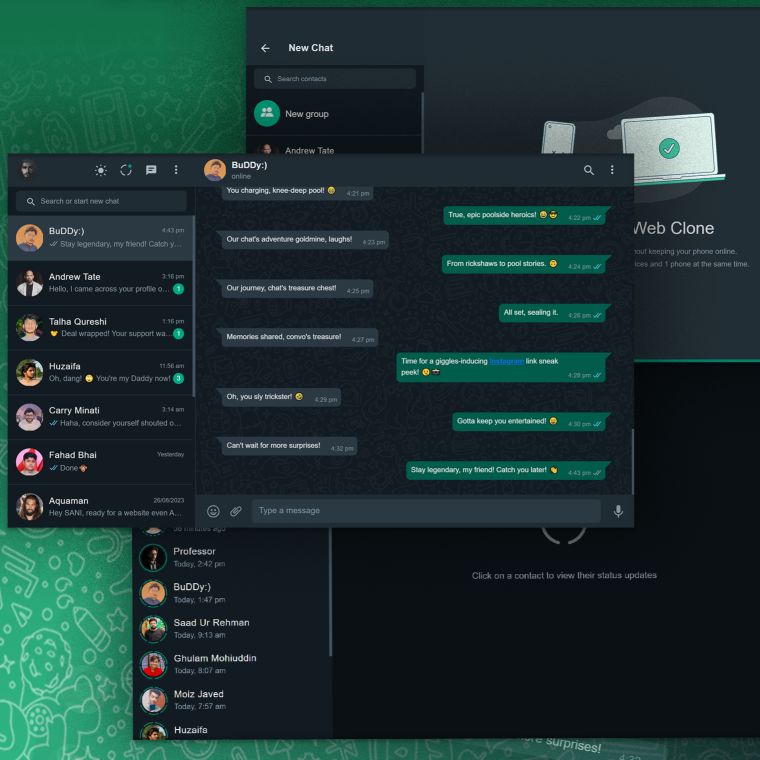 New Chat
Search contacts
New group
Andrew Tate
Web Clone
hout keeping your phone online.
ices and 1 phone at the same time.
BuDDy:)
online
Search or start new chat
BuDDy:)
4:43 pm
Stay legendary, my friend! Catch y…
Andrew Tate
3:16 pm
Hello, I came across your profile o…
1
Talha Qureshi
1:16 pm
🤝 Deal wrapped! Your support wa…
1
Huzaifa
11:56 am
Oh, dang! 🙄 You're my Daddy now!
3
Carry Minati
3:14 am
Haha, consider yourself shouted o…
Fahad Bhai
Yesterday
Done
Aquaman
26/08/2023
Hey SANI, ready for a website even A…
You charging, knee-deep pool! 😄 4:21 pm
True, epic poolside heroics! 😄 😎 4:22 pm
Our chat's adventure goldmine, laughs! 4:23 pm
From rickshaws to pool stories. 🙃 4:24 pm
Our journey, chat's treasure chest! 4:25 pm
All set, sealing it. 4:26 pm
Memories shared, convo's treasure! 4:27 pm
Time for a giggles-inducing Instagram link sneak
peek! 😯 🕶 4:28 pm
Oh, you sly trickster! 🤣 4:29 pm
Gotta keep you entertained! 😄 4:30 pm
Can't wait for more surprises! 4:32 pm
Stay legendary, my friend! Catch you later! 👏 4:43 pm
Type a message
36 minutes ago
Professor
Today, 2:42 pm
BuDDy:)
Today, 1:47 pm
Saad Ur Rehman
Today, 9:13 am
Ghulam Mohiuddin
Today, 8:07 am
Moiz Javed
Today, 7:57 am
Huzaifa
Click on a contact to view their status updates
surprises!